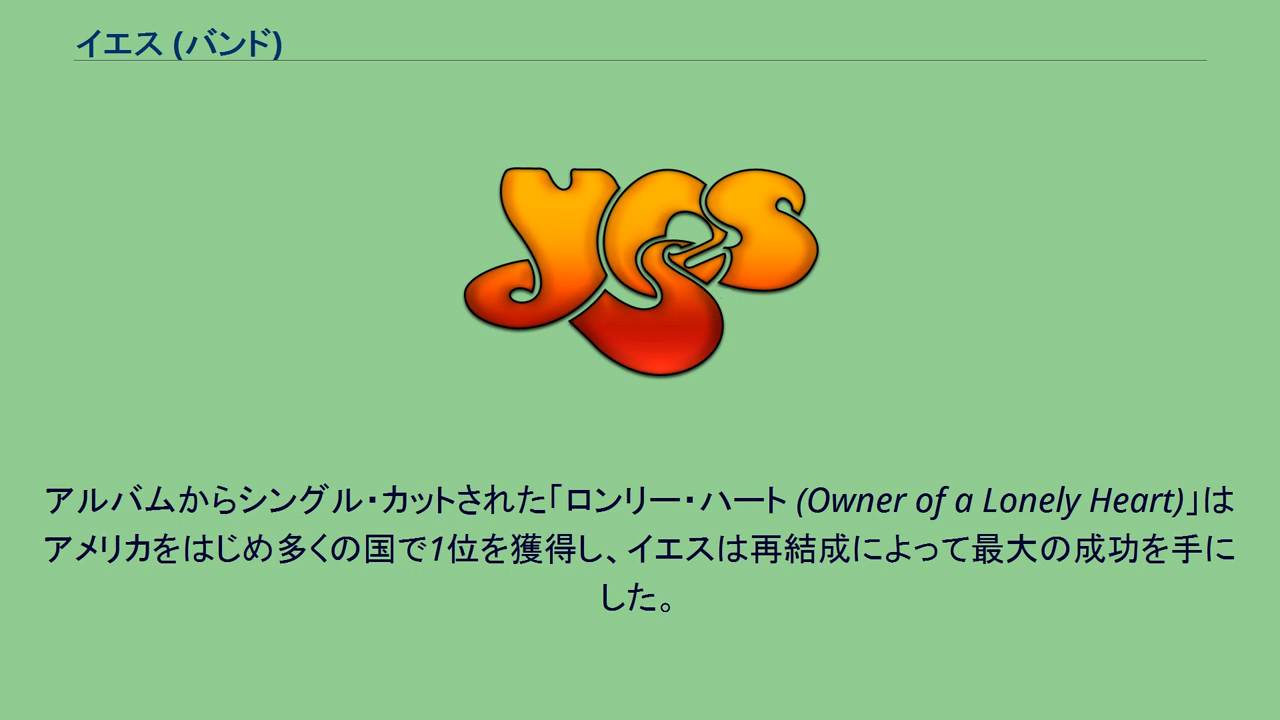 イエス (バンド)
yes
アルバムからシングル・カットされた「ロンリー・ハート (Owner of a Lonely Heart)」は
アメリカをはじめ多くの国で1位を獲得し、イエスは再結成によって最大の成功を手に
した。